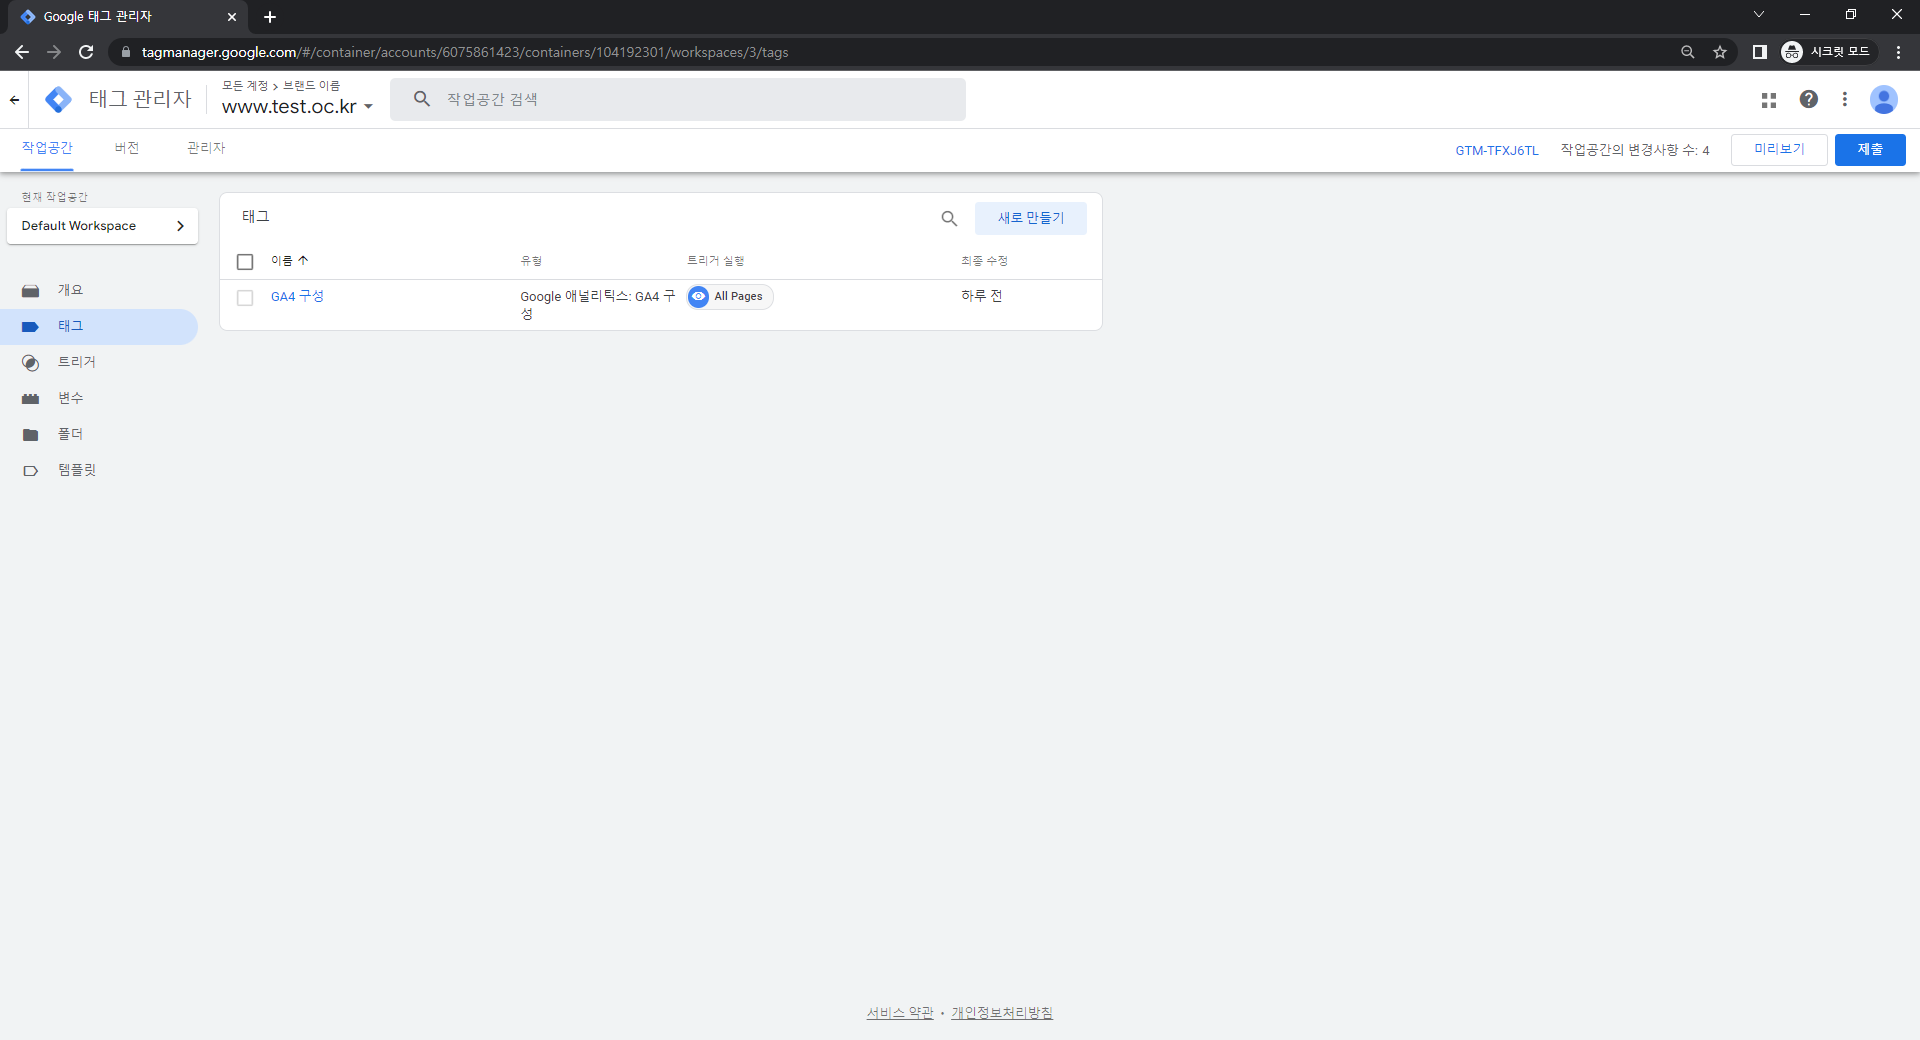 Google 태그 관리자
tagmanager.google.com/#/container/accounts/6075861423/containers/104192301/workspaces/3/tags
시크릿 모드
태그 관리자
모든 계정 > 브랜드 이름
www.test.oc.kr
작업공간 검색
작업공간
버전
관리자
GTM-TFXJ6TL
작업공간의 변경사항 수: 4
미리보기
제출
현재 작업공간
Default Workspace
개요
태그
트리거
변수
폴더
템플릿
태그
새로 만들기
이름
유형
트리거 실행
최종 수정
GA4 구성
Google 애널리틱스: GA4 구
성
All Pages
하루 전
서비스 약관 • 개인정보처리방침